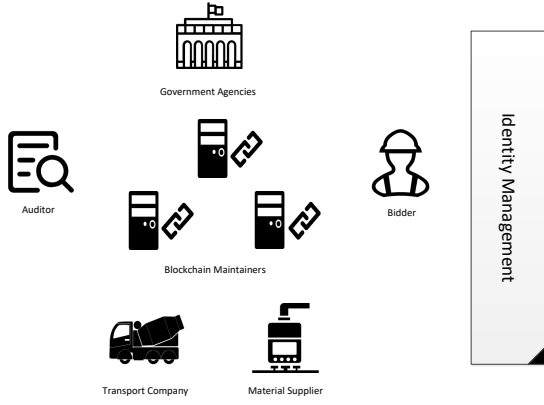 Government Agencies
Auditor
Bidder
Blockchain Maintainers
Transport Company
Material Supplier
Identity Management